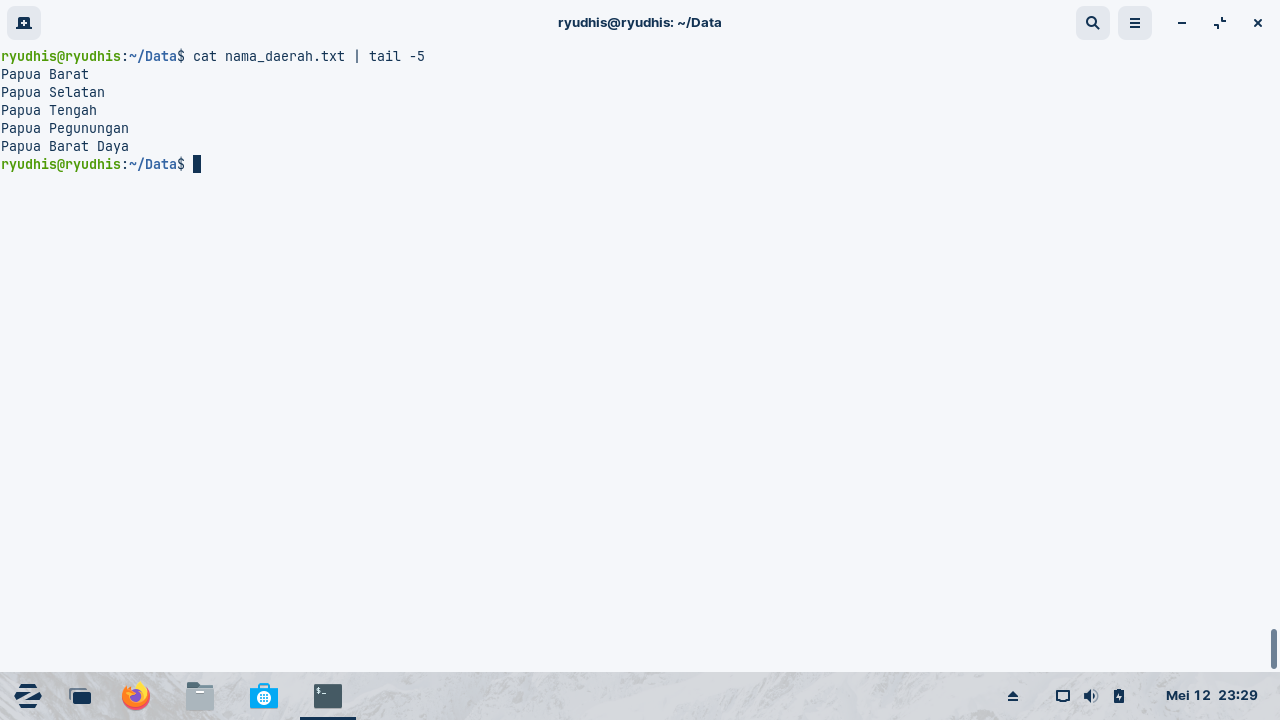 ryudhis@ryudhis: ~/Data
ryudhis@ryudhis:~/Data$ cat nama_daerah.txt | tail -5
Papua Barat
Papua Selatan
Papua Tengah
Papua Pegunungan
Papua Barat Daya
ryudhis@ryudhis:~/Data$
$_
Mei 12 23:29